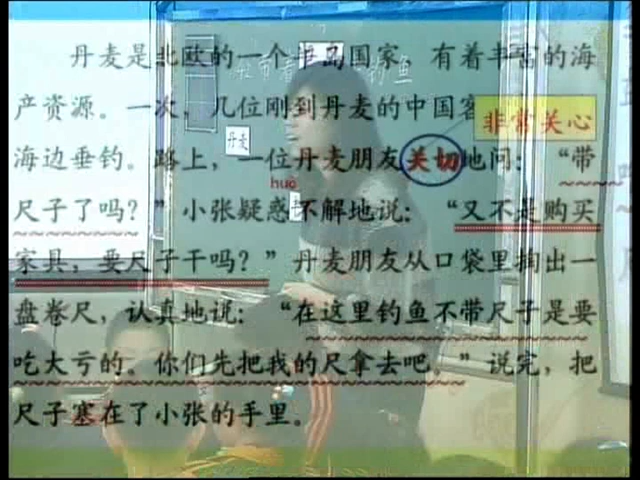 丹麦是北欧的一个半岛国家，有着丰富的海
产资源。一次，几位刚到丹麦的中国客
非常关心
海边垂钓。路上，一位丹麦朋友关切地问：“带
huò
尺子了吗？”小张疑惑不解地说：“又不是购买
家具，要尺子干吗？”丹麦朋友从口袋里掏出一
盘卷尺，认真地说：“在这里钓鱼不带尺子是要
吃大亏的。你们先把我的尺拿去吧。”说完，把
尺子塞在了小张的手里。
丹麦
钓鱼